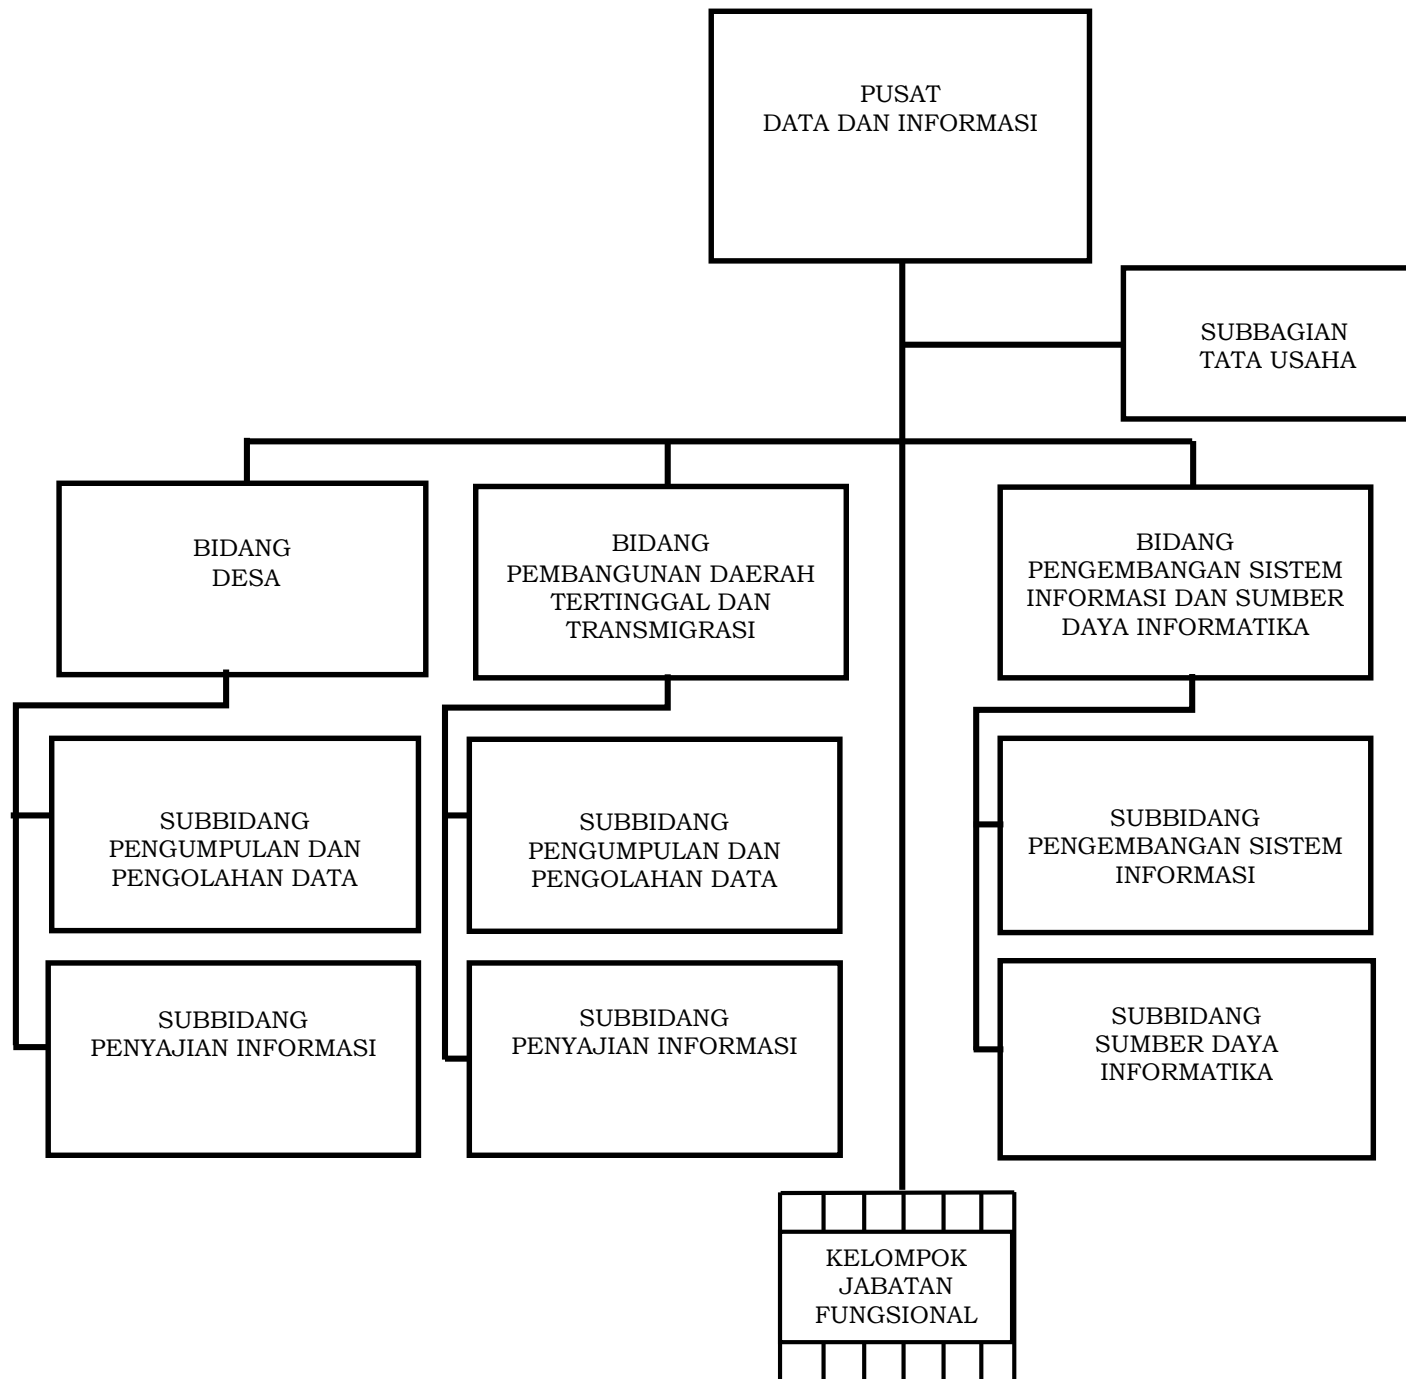 PUSAT
DATA DAN INFORMASI
SUBBAGIAN
TATA USAHA
BIDANG
DESA
BIDANG
PEMBANGUNAN DAERAH
TERTINGGAL DAN
TRANSMIGRASI
BIDANG
PENGEMBANGAN SISTEM
INFORMASI DAN SUMBER
DAYA INFORMATIKA
SUBBIDANG
PENGUMPULAN DAN
PENGOLAHAN DATA
SUBBIDANG
PENGUMPULAN DAN
PENGOLAHAN DATA
SUBBIDANG
PENGEMBANGAN SISTEM
INFORMASI
SUBBIDANG
PENYAJIAN INFORMASI
SUBBIDANG
PENYAJIAN INFORMASI
SUBBIDANG
SUMBER DAYA
INFORMATIKA
KELOMPOK
JABATAN
FUNGSIONAL